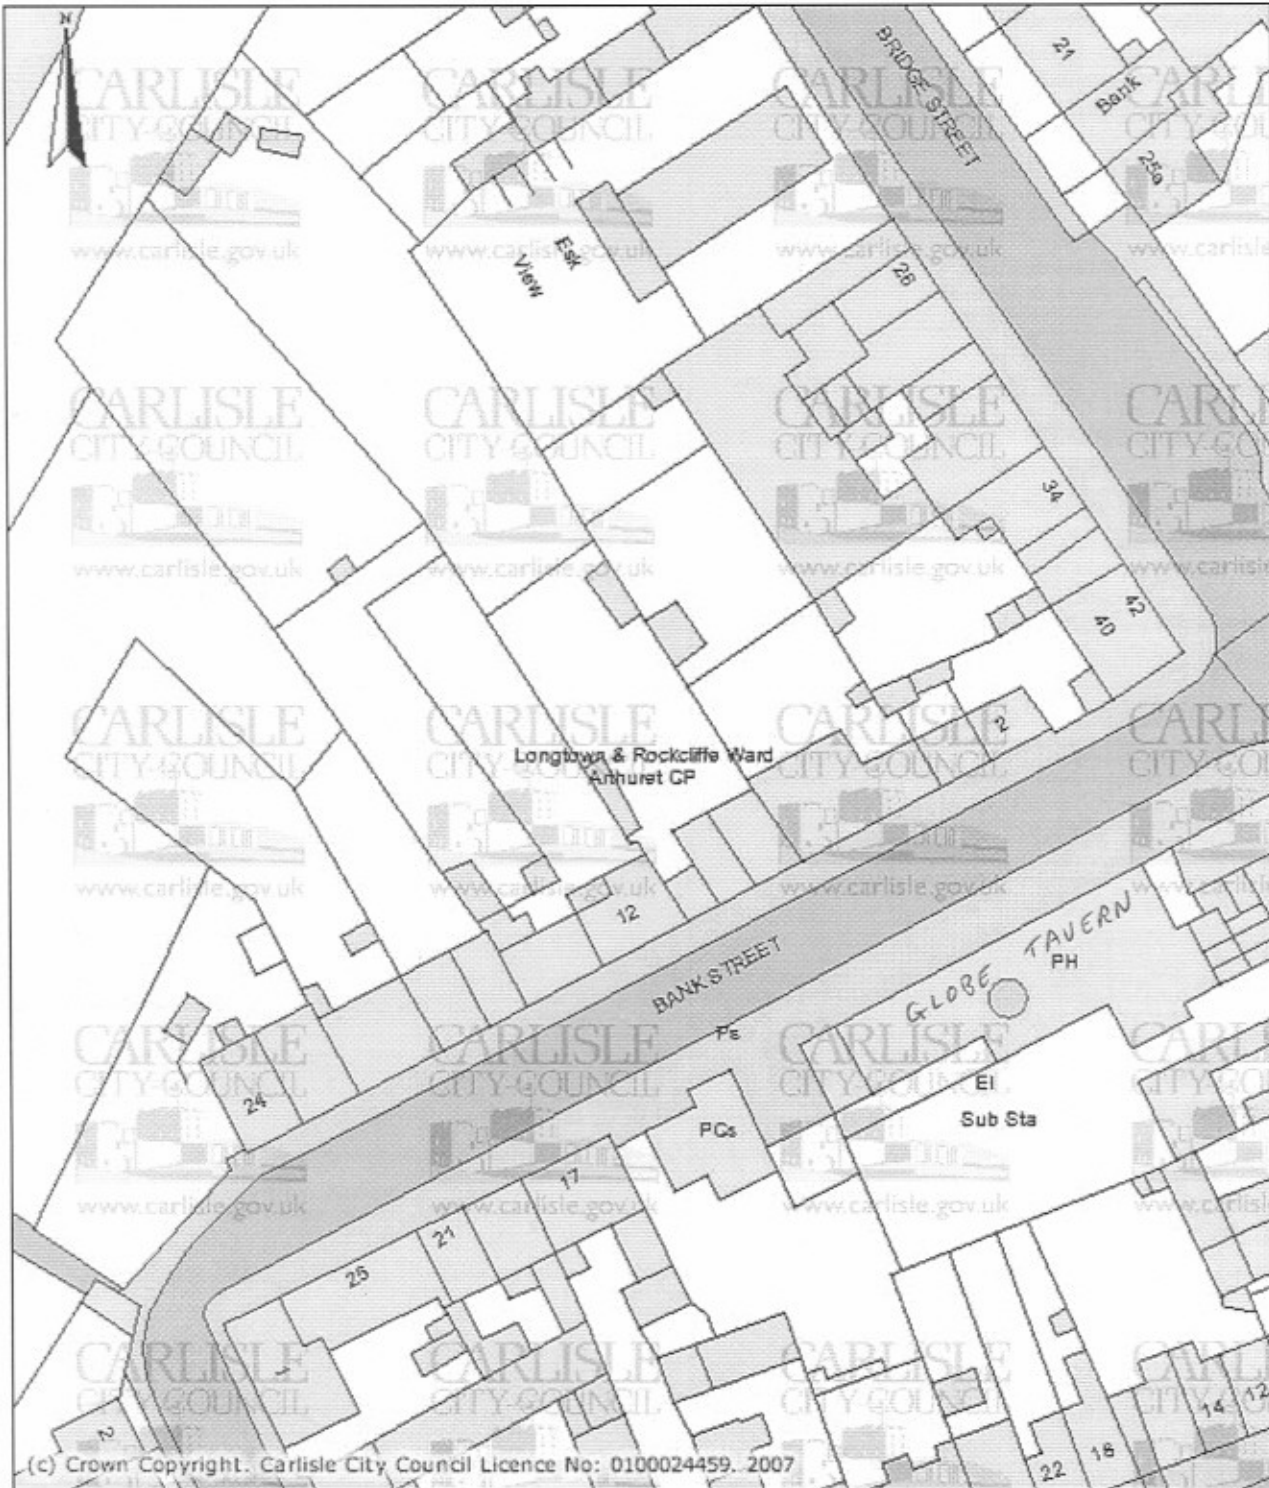 N
BRIDGE STREET
21
Bank
25a
Esk
View
26
34
42
40
2
Longtown & Rockcliffe Ward
Arthuret CP
12
BANK STREET
GLOBE TAVERN
PH
Ps
El
Sub Sta
PCs
24
17
21
25
1
2
12
14
18
22
CARLISLE
CITY COUNCIL
www.carlisle.gov.uk
(c) Crown Copyright. Carlisle City Council Licence No: 0100024459. 2007